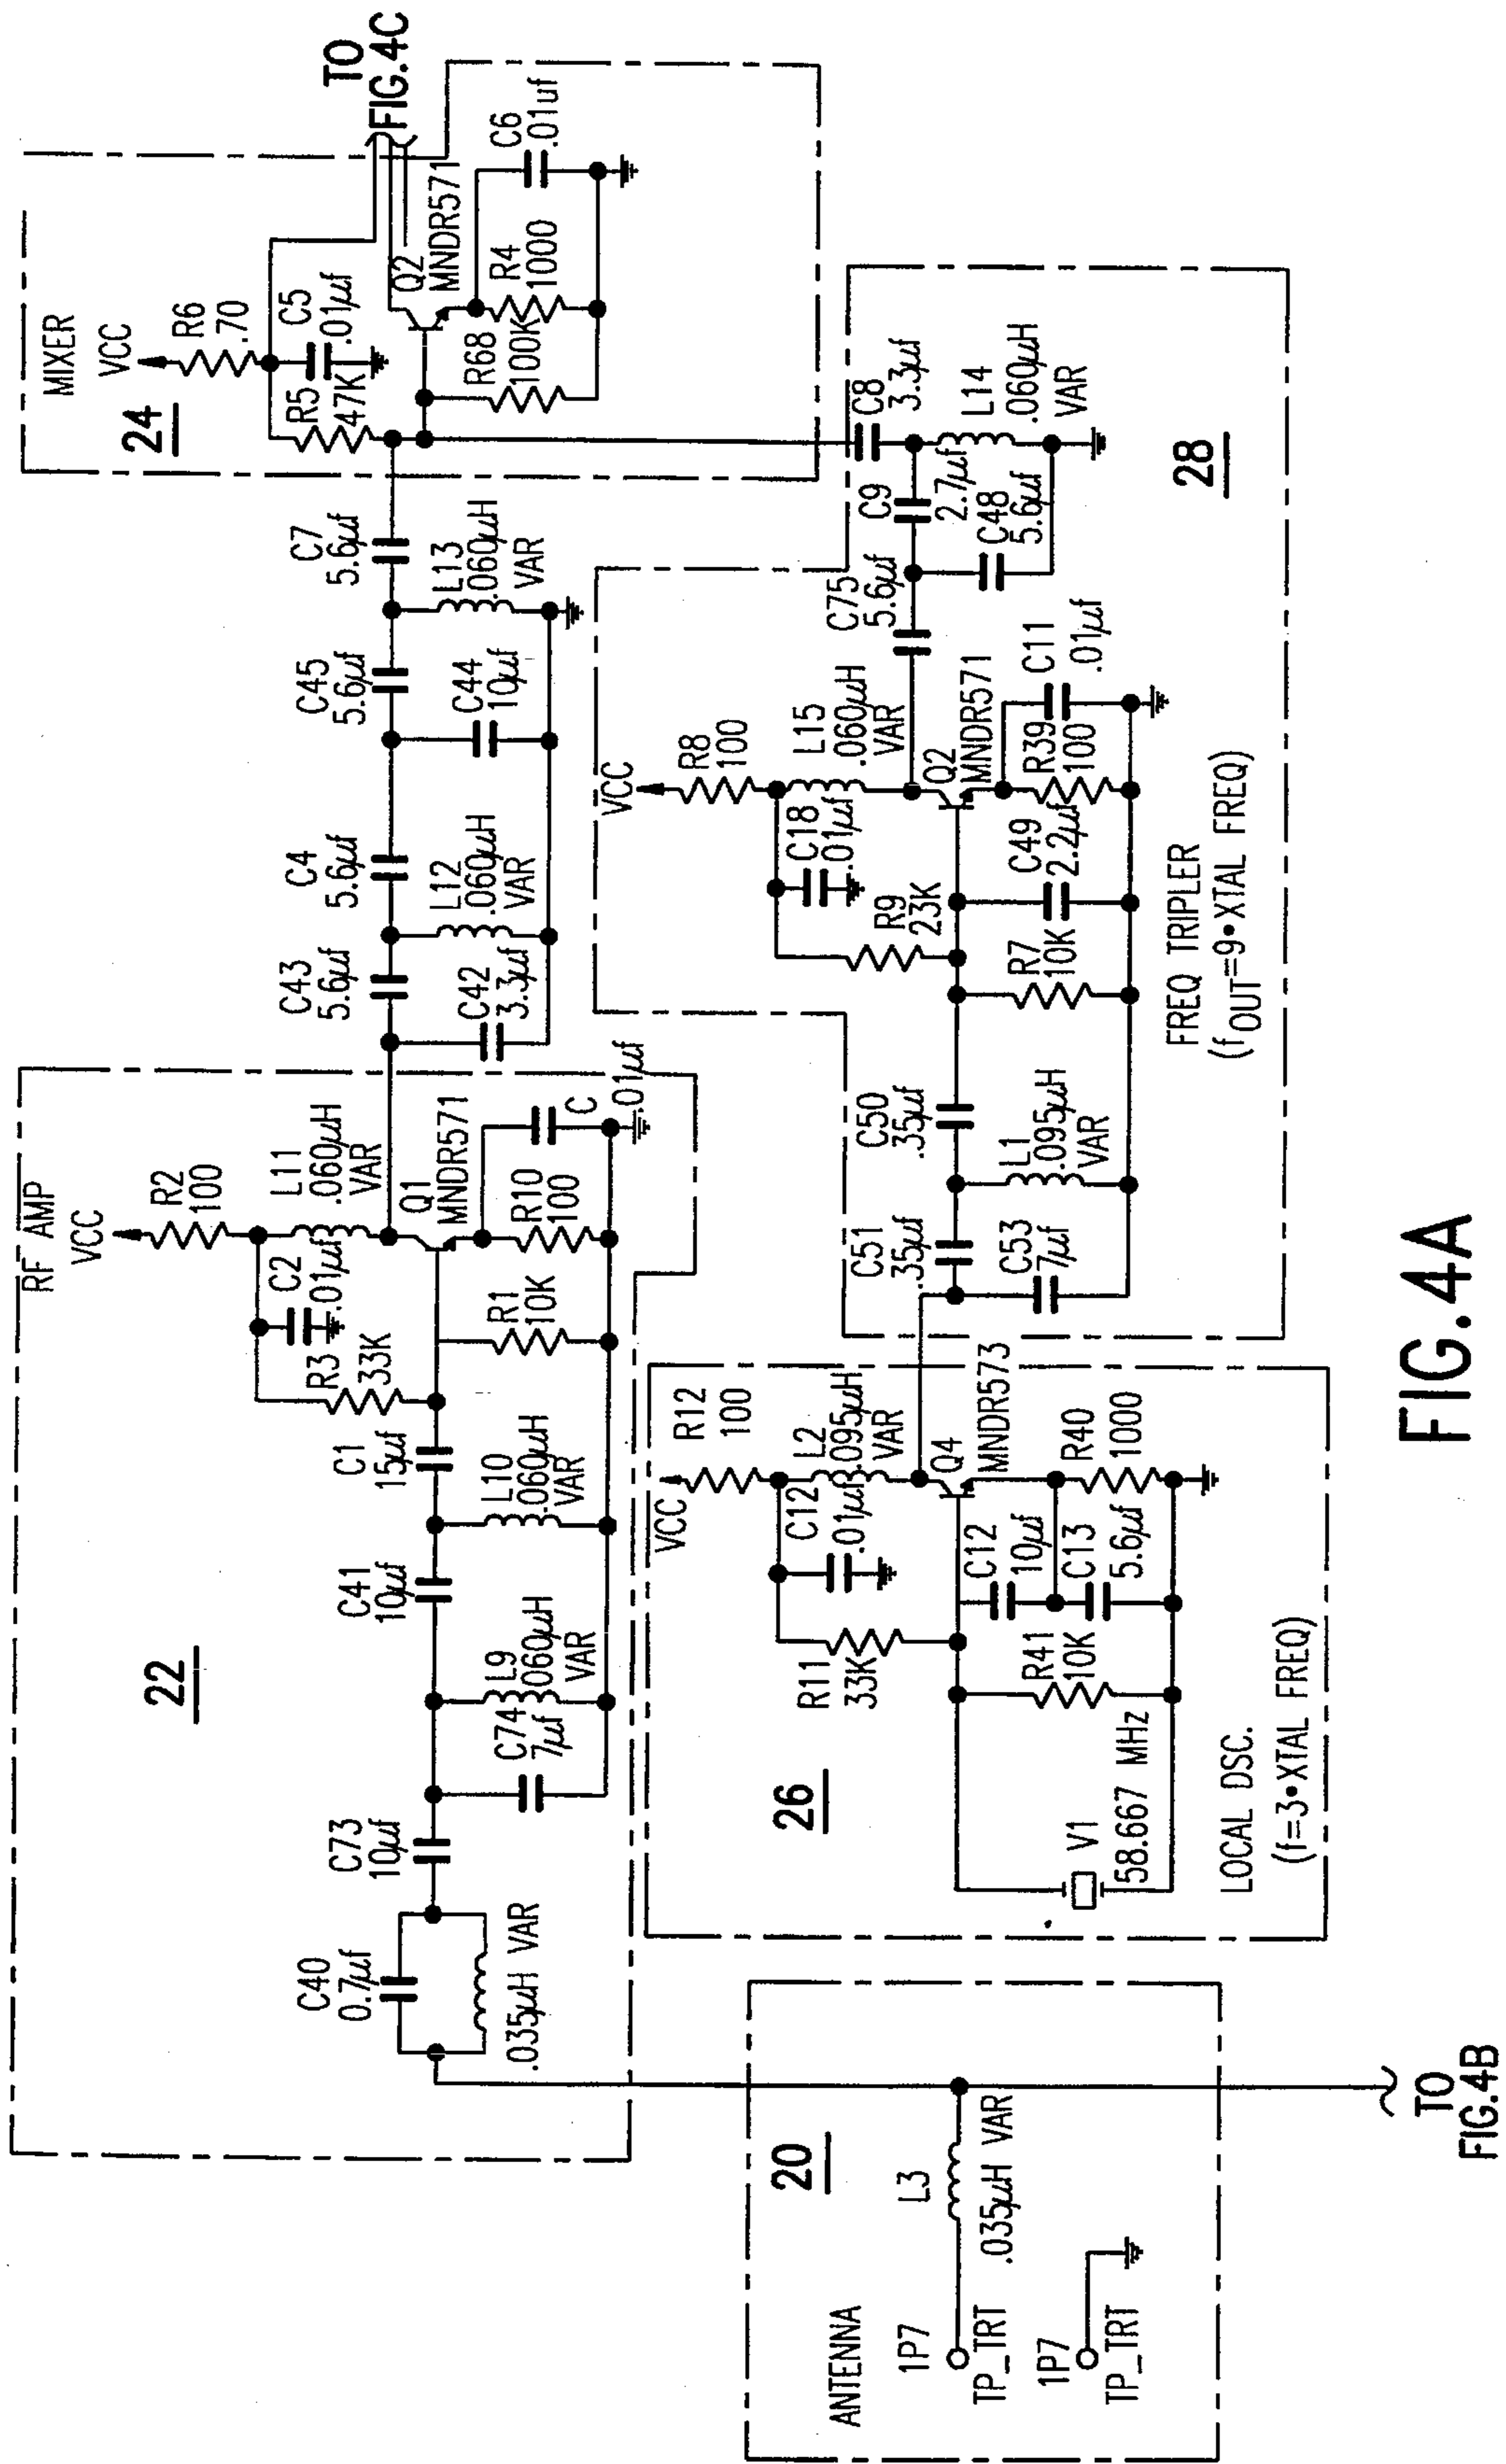 RF AMP
22
VCC
R2
100
C2
.01µf
L11
.060µH
VAR
R3
33K
Q1
MNDR571
C40
0.7µf
.035µH VAR
C73
10µf
C74
7µf
L9
.060µH
VAR
C41
10µf
L10
.060µH
VAR
C1
15µf
R1
10K
R10
100
C
.01µf
C43
5.6µf
C42
3.3µf
L12
.060µH
VAR
C4
5.6µf
C45
5.6µf
C44
10µf
L13
.060µH
VAR
C7
5.6µf
MIXER
24
VCC
R6
.70
R5
47K
C5
.01µf
Q2
MNDR571
R68
100K
R4
1000
C6
.01uf
TO
FIG.4C
26
VCC
R12
100
C12
.01µf
L2
.095µH
VAR
R11
33K
Q4
MNDR573
C12
10µf
C13
5.6µf
R41
10K
R40
1000
V1
58.667 MHz
LOCAL DSC.
(f=3•XTAL FREQ)
VCC
R8
100
C18
.01µf
L15
.060µH
VAR
R9
23K
Q2
MNDR571
C51
.35µf
C50
.35µf
C53
7µf
L1
.095µH
VAR
R7
10K
C49
2.2µf
R39
100
C11
.01µf
C75
5.6µf
C9
2.7µf
C48
5.6µf
C8
3.3µf
L14
.060µH
VAR
28
FREQ TRIPLER
(fOUT=9•XTAL FREQ)
20
ANTENNA
1P7
TP_TRT
L3
.035µH VAR
1P7
TP_TRT
TO
FIG.4B
FIG.4A